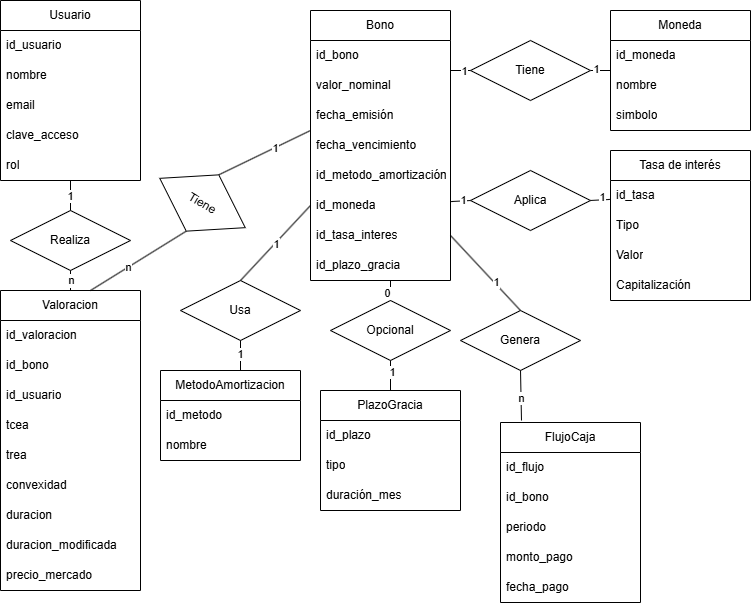 Usuario
id_usuario
nombre
email
clave_acceso
rol
1
Realiza
n
Valoracion
id_valoracion
id_bono
id_usuario
tcea
trea
convexidad
duracion
duracion_modificada
precio_mercado
1
Tiene
n
Bono
id_bono
valor_nominal
fecha_emisión
fecha_vencimiento
id_metodo_amortización
id_moneda
id_tasa_interes
id_plazo_gracia
1
Tiene
1
Moneda
id_moneda
nombre
simbolo
1
Aplica
1
Tasa de interés
id_tasa
Tipo
Valor
Capitalización
1
Usa
1
MetodoAmortizacion
id_metodo
nombre
0
Opcional
1
PlazoGracia
id_plazo
tipo
duración_mes
1
Genera
n
FlujoCaja
id_flujo
id_bono
periodo
monto_pago
fecha_pago